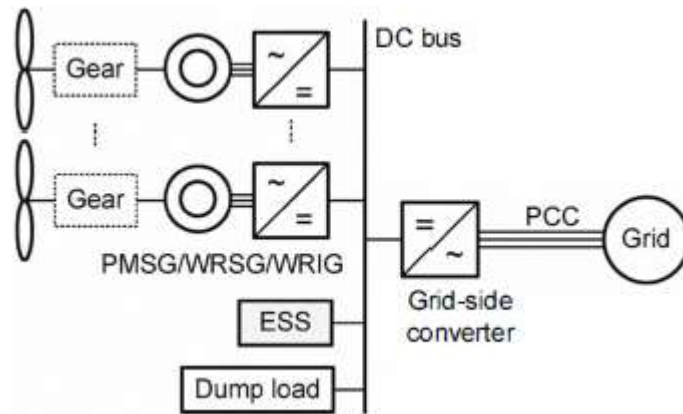 DC bus
Gear
~
=
Gear
~
=
PMSG/WRSG/WRIG
=
~
PCC
Grid
Grid-side
converter
ESS
Dump load